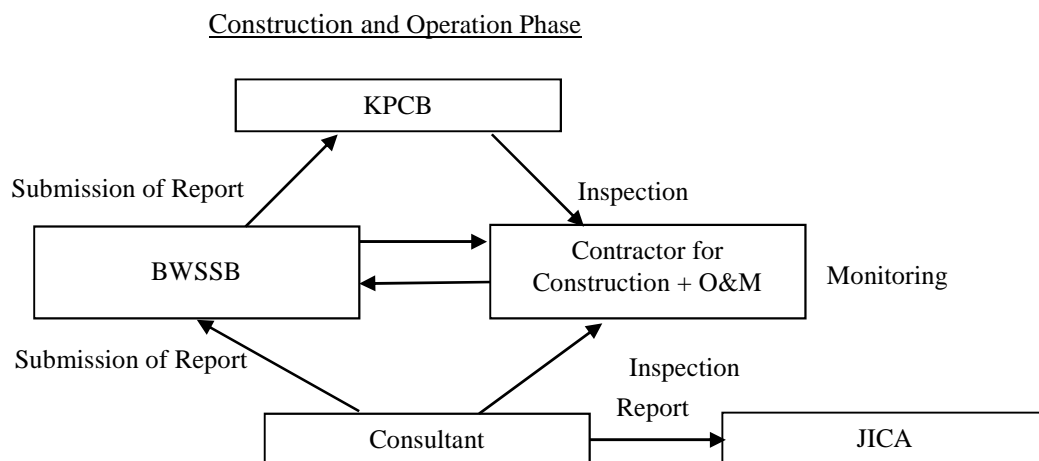 Construction and Operation Phase
KPCB
Submission of Report
Inspection
BWSSB
Contractor for
Construction + O&M
Monitoring
Submission of Report
Inspection
Report
Consultant
JICA